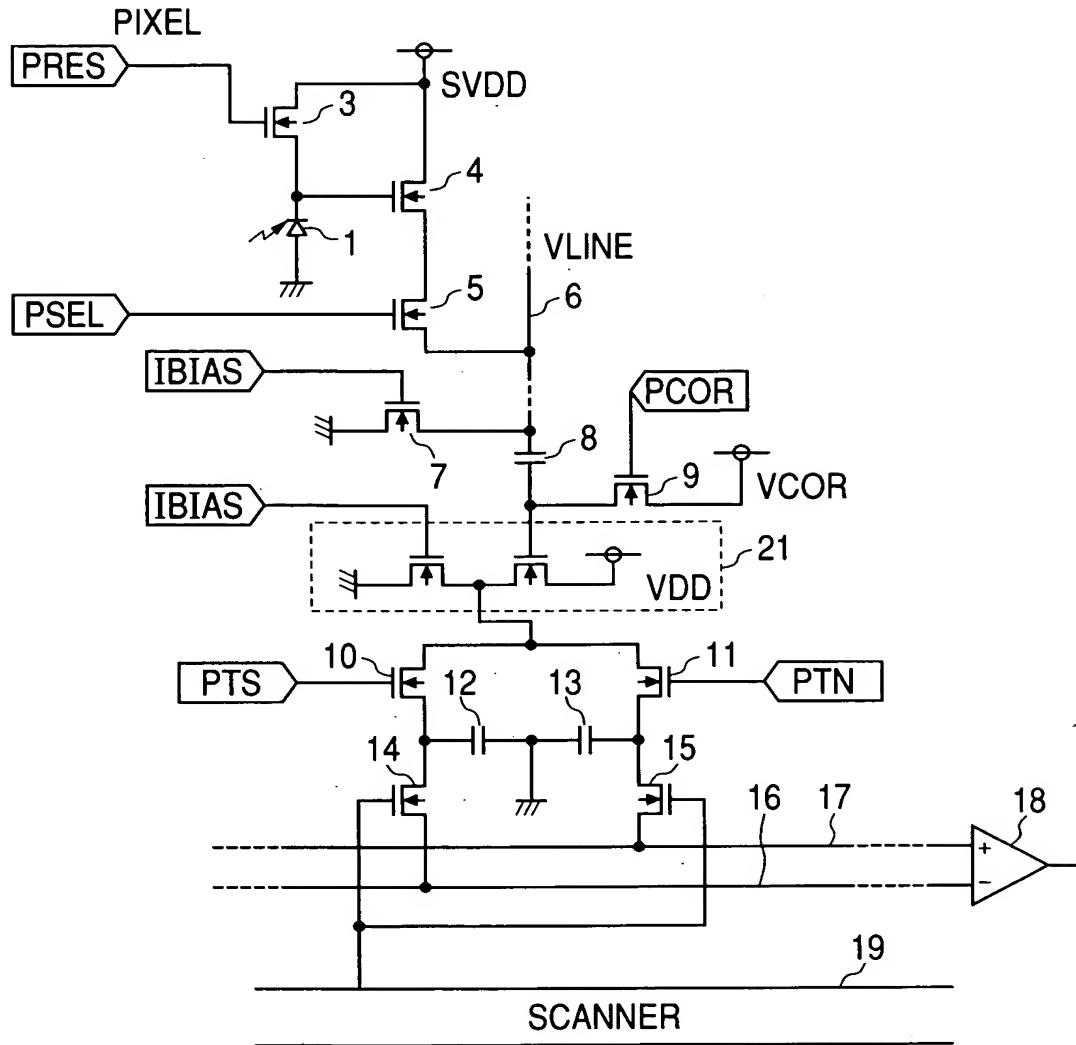 PIXEL
PRES
SVDD
3
4
1
VLINE
5
6
PSEL
IBIAS
PCOR
8
7
9
VCOR
IBIAS
21
VDD
10
11
PTS
12
13
PTN
14
15
16
17
18
+
−
19
SCANNER